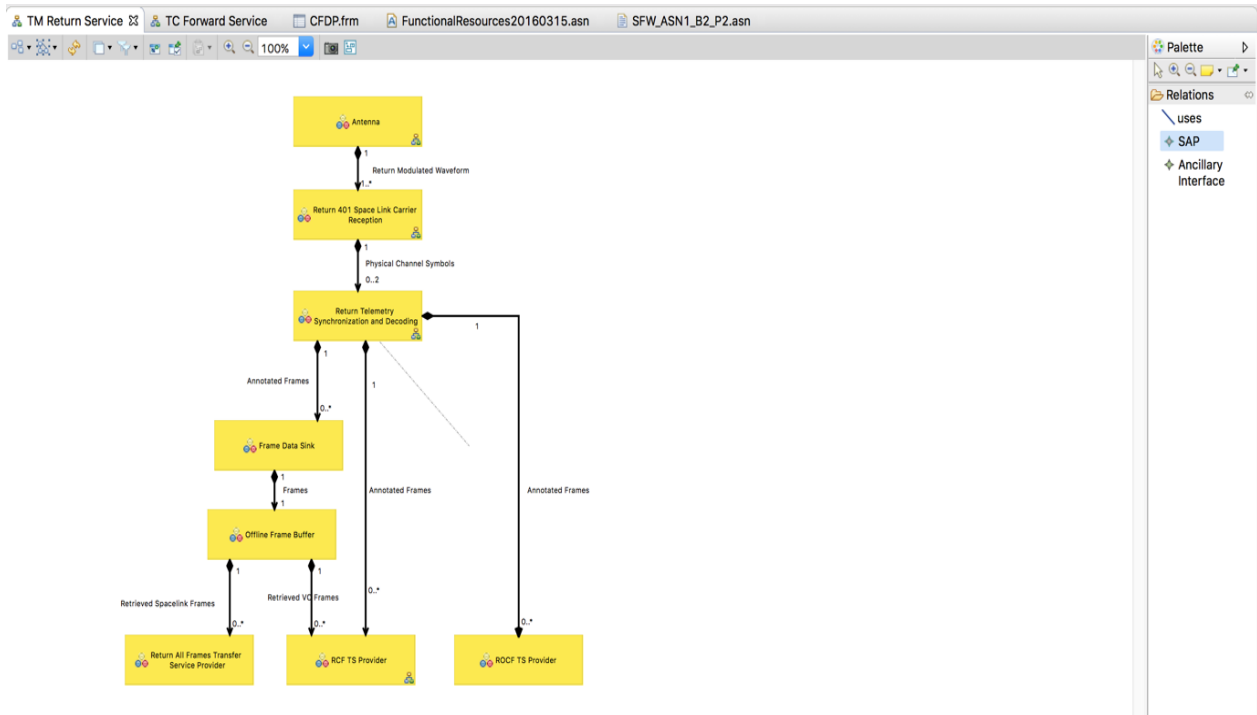 TM Return Service
TC Forward Service
CFDP.frm
FunctionalResources20160315.asn
SFW_ASN1_B2_P2.asn
100%
Palette
Relations
uses
SAP
Ancillary
Interface
Antenna
1
Return Modulated Waveform
1..*
Return 401 Space Link Carrier
Reception
1
Physical Channel Symbols
0..2
Return Telemetry
Synchronization and Decoding
1
1
1
Annotated Frames
0..*
Frame Data Sink
1
Frames
1
Annotated Frames
Annotated Frames
Offline Frame Buffer
1
1
Retrieved Spacelink Frames
Retrieved VC Frames
0..*
0..*
0..*
0..*
Return All Frames Transfer
Service Provider
RCF TS Provider
ROCF TS Provider